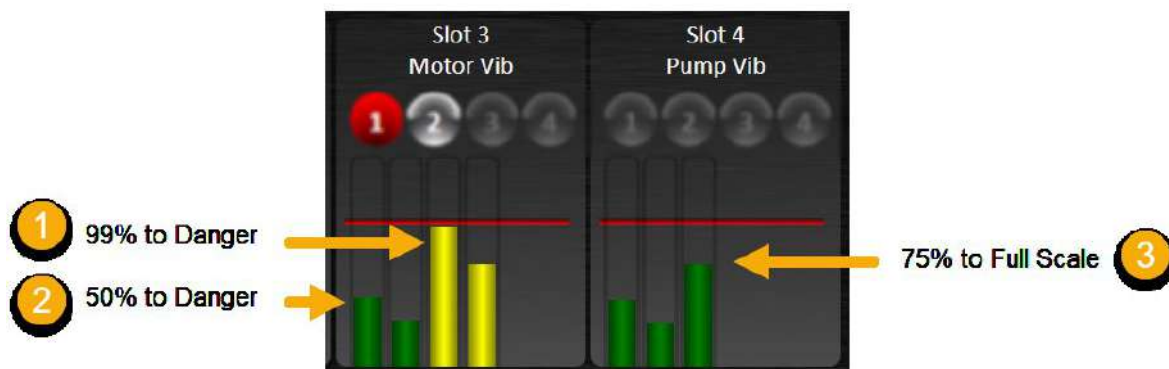 Slot 3
Motor Vib
1 2 3 4
Slot 4
Pump Vib
1 2 3 4
1 99% to Danger
2 50% to Danger
75% to Full Scale 3